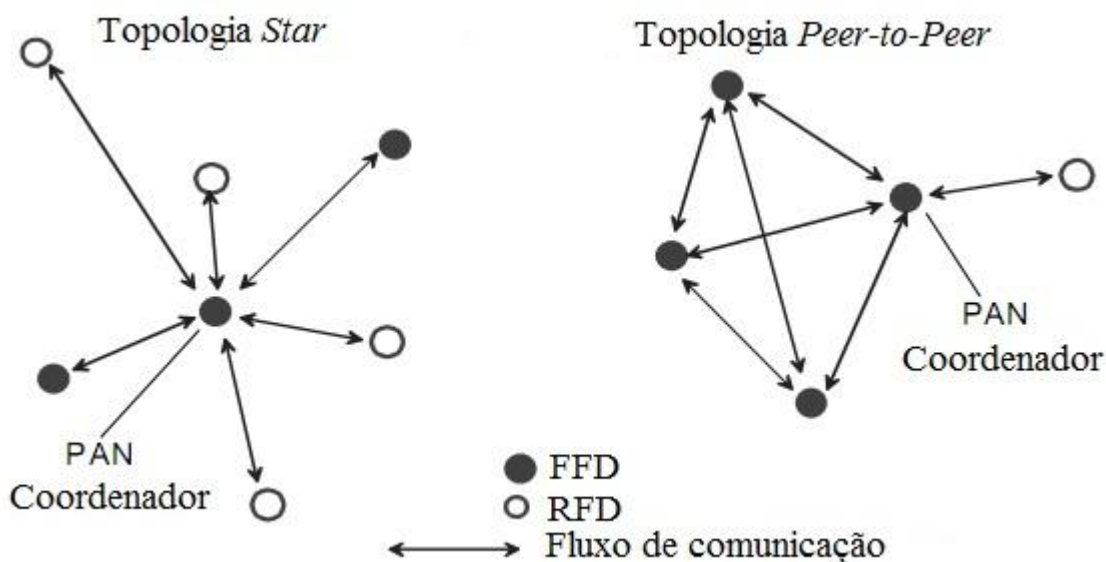 Topologia Star
Topologia Peer-to-Peer
PAN
Coordenador
PAN
Coordenador
FFD
RFD
Fluxo de comunicação